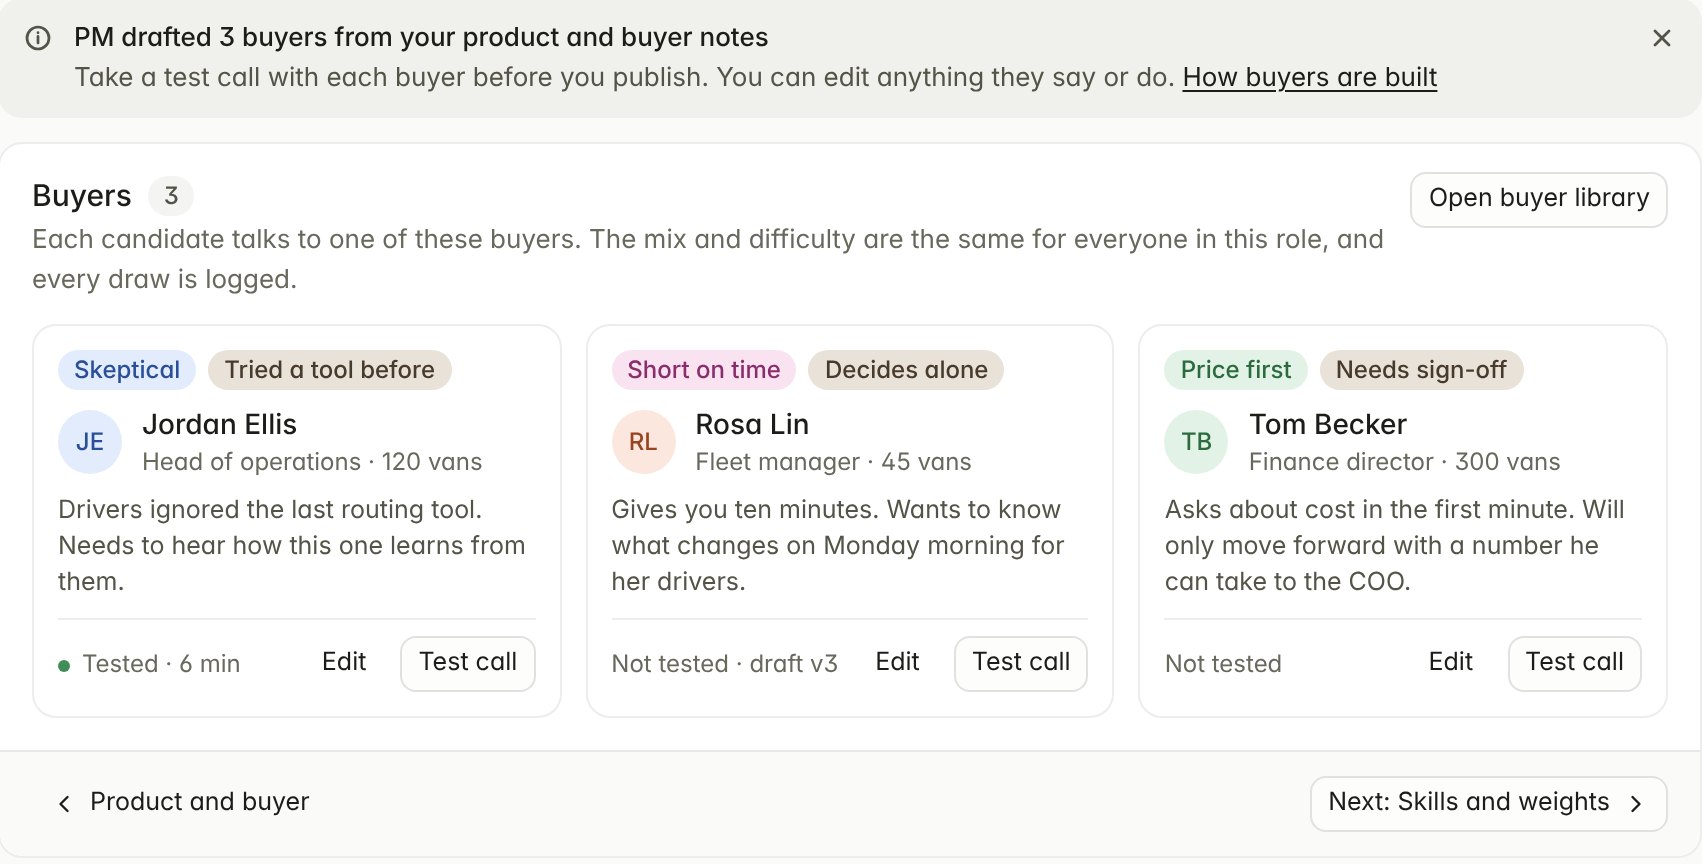 PM drafted 3 buyers from your product and buyer notes
Take a test call with each buyer before you publish. You can edit anything they say or do. How buyers are built
Buyers 3
Open buyer library
Each candidate talks to one of these buyers. The mix and difficulty are the same for everyone in this role, and
every draw is logged.
Skeptical Tried a tool before
JE
Jordan Ellis
Head of operations · 120 vans
Drivers ignored the last routing tool.
Needs to hear how this one learns from
them.
Tested · 6 min Edit Test call
Short on time Decides alone
RL
Rosa Lin
Fleet manager · 45 vans
Gives you ten minutes. Wants to know
what changes on Monday morning for
her drivers.
Not tested · draft v3 Edit Test call
Price first Needs sign-off
TB
Tom Becker
Finance director · 300 vans
Asks about cost in the first minute. Will
only move forward with a number he
can take to the COO.
Not tested Edit Test call
Product and buyer
Next: Skills and weights